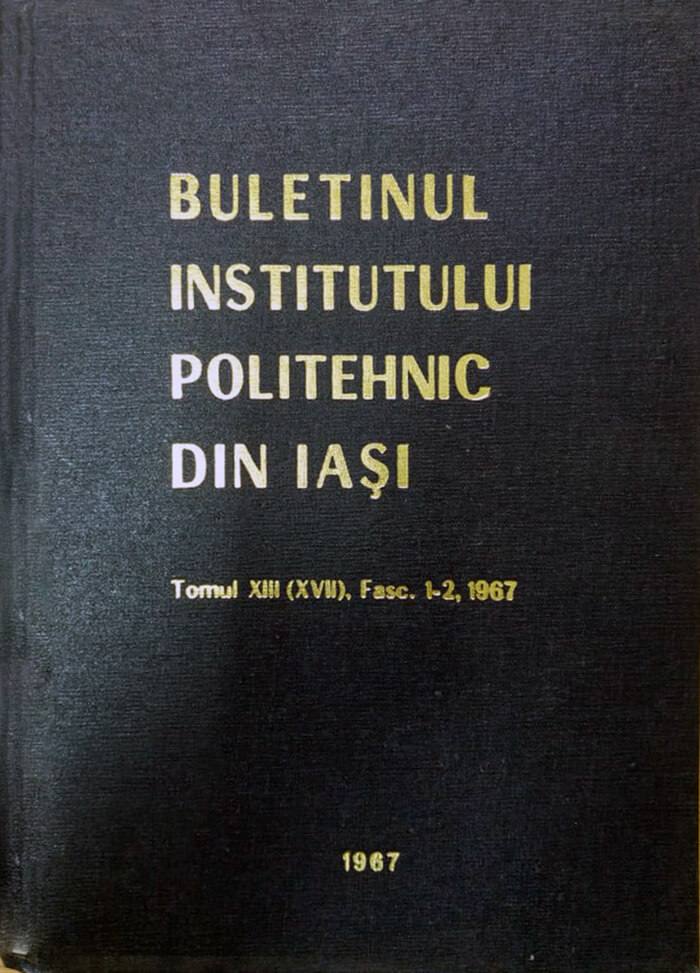 BULETINUL
INSTITUTULUI
POLITEHNIC
DIN IAŞI
Tomul XIII (XVII), Fasc. 1-2, 1967
1967